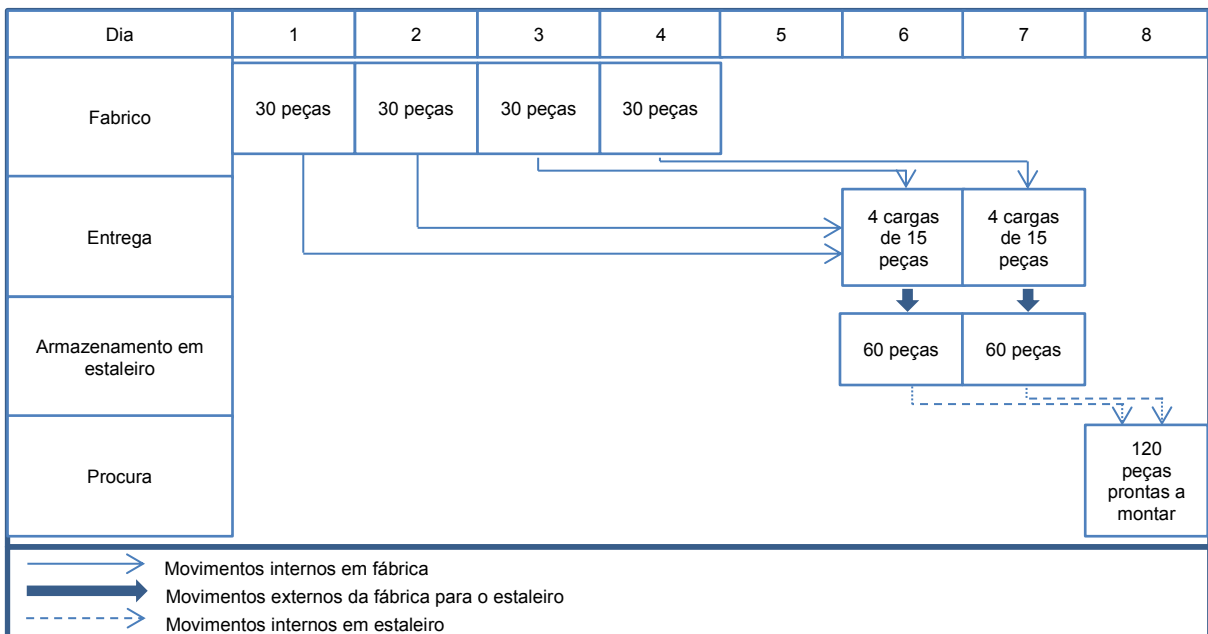 Dia 1 2 3 4 5 6 7 8
Fabrico
30 peças 30 peças 30 peças 30 peças
Entrega
4 cargas
de 15
peças
4 cargas
de 15
peças
Armazenamento em
estaleiro
60 peças 60 peças
Procura
120
peças
prontas a
montar
Movimentos internos em fábrica
Movimentos externos da fábrica para o estaleiro
Movimentos internos em estaleiro